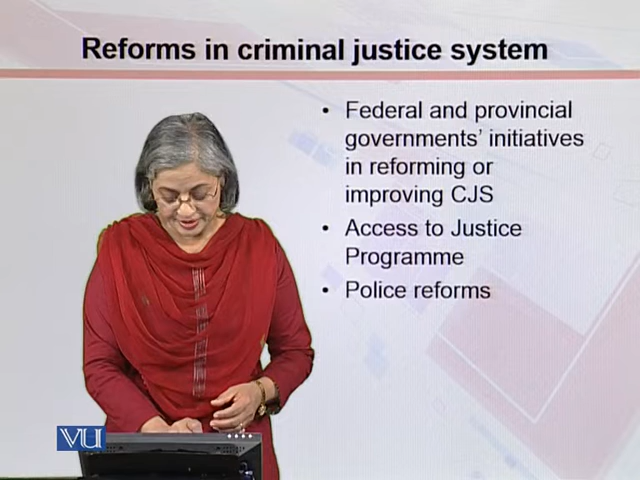 Reforms in criminal justice system
• Federal and provincial
governments' initiatives
in reforming or
improving CJS
• Access to Justice
Programme
• Police reforms
VU